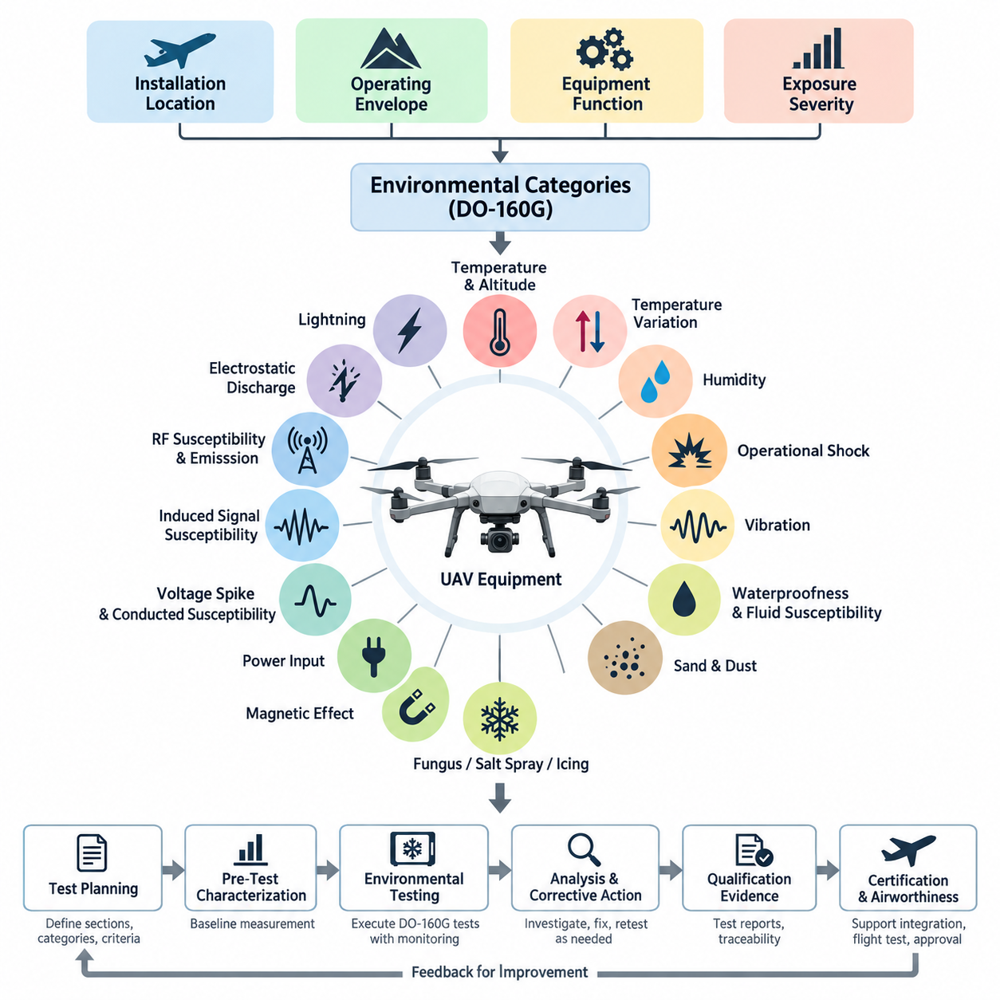 Installation
Location
Operating
Envelope
Equipment
Function
Exposure
Severity
Environmental Categories
(DO-160G)
Temperature
& Altitude
Lightning
Temperature
Variation
Electrostatic
Discharge
Humidity
RF Susceptibility
& Emisssion
Operational Shock
Induced Signal
Susceptibility
Vibration
UAV Equipment
Voltage Spike
& Conducted Susceptibility
Waterproofness
& Fluid Susceptibility
Power Input
Sand & Dust
Magnetic Effect
Fungus / Salt Spray / Icing
Test Planning
Define sections,
categories, criteria
Pre-Test
Characterization
Baseline measurement
Environmental
Testing
Execute DO-160G tests
with monitoring
Analysis &
Corrective Action
Investigate, fix, retest
as needed
Qualification
Evidence
Test reports,
traceability
Certification
& Airworthiness
Support integration,
flight test, approval
Feedback for Improvement